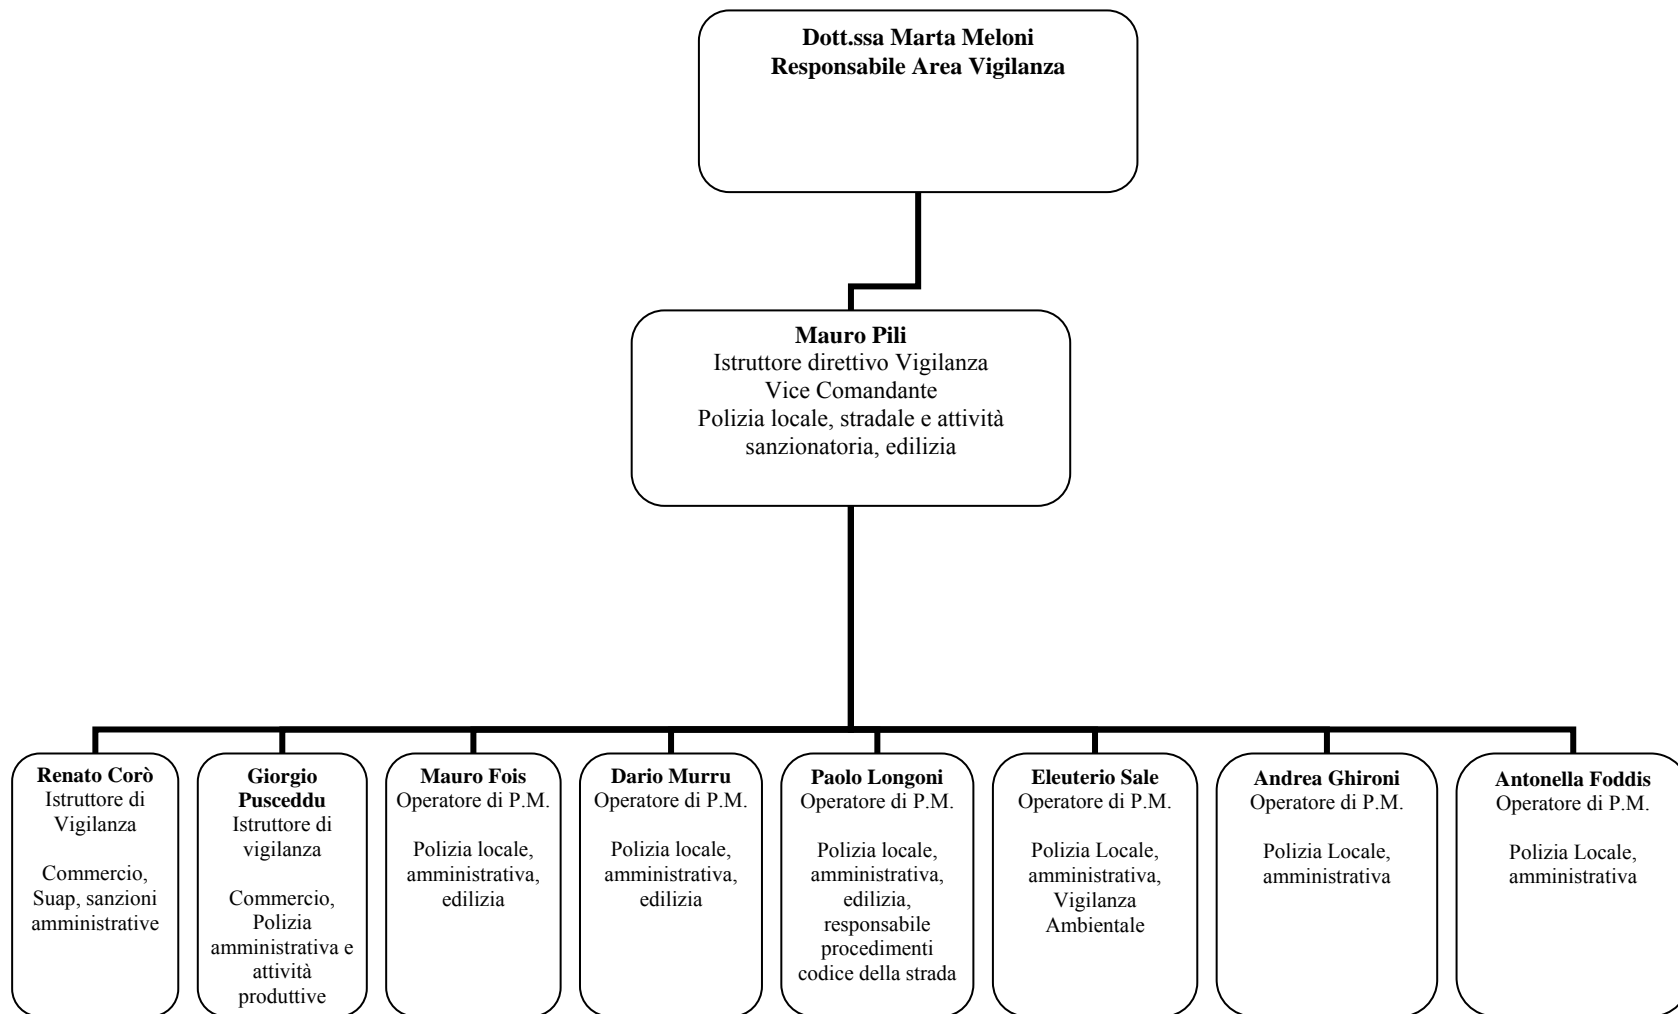 Dott.ssa Marta Meloni
Responsabile Area Vigilanza
Mauro Pili
Istruttore direttivo Vigilanza
Vice Comandante
Polizia locale, stradale e attività
sanzionatoria, edilizia
Renato Corò
Istruttore di
Vigilanza
Commercio,
Suap, sanzioni
amministrative
Giorgio
Pusceddu
Istruttore di
vigilanza
Commercio,
Polizia
amministrativa e
attività
produttive
Mauro Fois
Operatore di P.M.
Polizia locale,
amministrativa,
edilizia
Dario Murru
Operatore di P.M.
Polizia locale,
amministrativa,
edilizia
Paolo Longoni
Operatore di P.M.
Polizia locale,
amministrativa,
edilizia,
responsabile
procedimenti
codice della strada
Eleuterio Sale
Operatore di P.M.
Polizia Locale,
amministrativa,
Vigilanza
Ambientale
Andrea Ghironi
Operatore di P.M.
Polizia Locale,
amministrativa
Antonella Foddis
Operatore di P.M.
Polizia Locale,
amministrativa